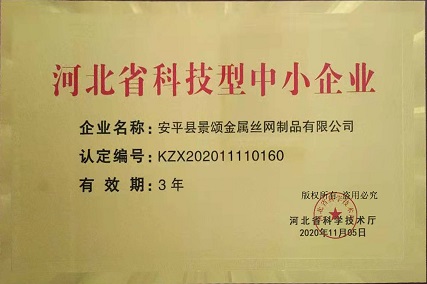 河北省科技型中小企业
企业名称：安平县景颂金属丝网制品有限公司
认定编号：KZX202011110160
有 效 期：3 年
版权所有 盗用必究
河北省科学技术厅
2020年11月05日